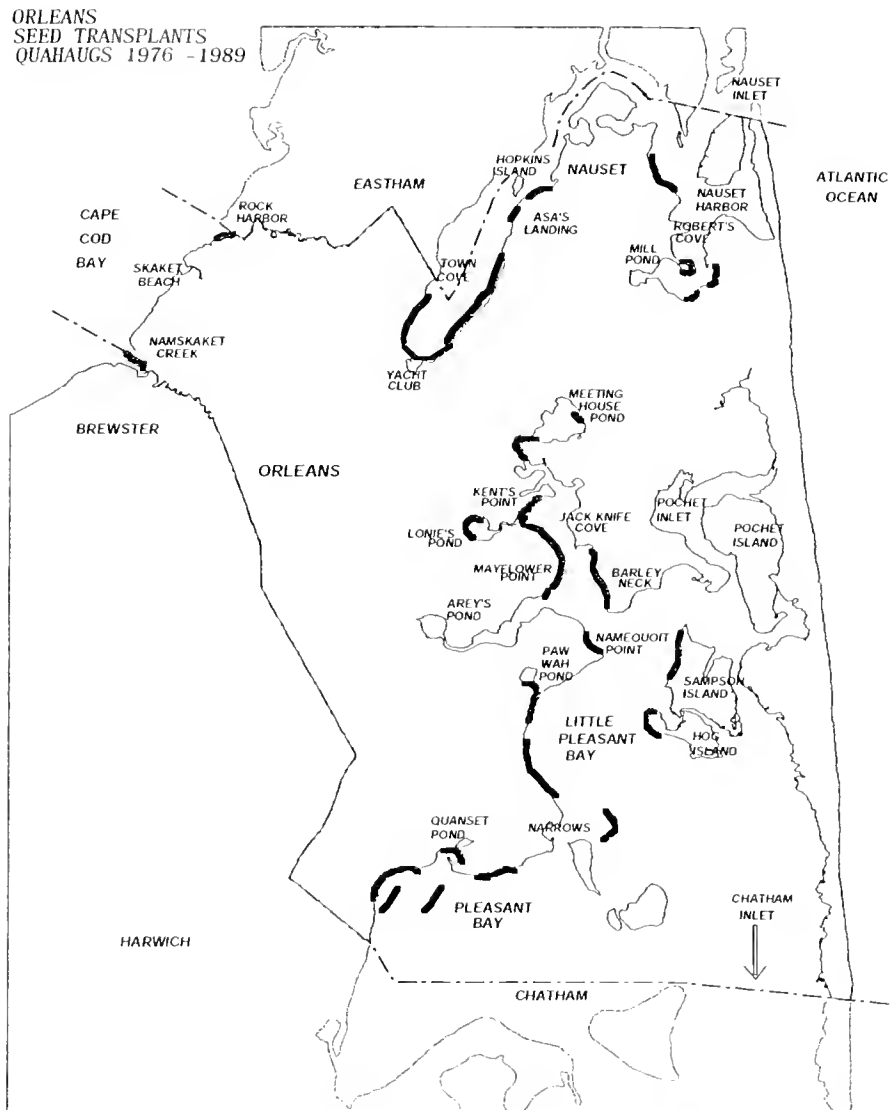 ORLEANS
SEED TRANSPLANTS
QUAHAUGS 1976 -1989
NAUSET
INLET
HOPKINS
ISLAND
NAUSET
EASTHAM
ATLANTIC
OCEAN
NAUSET
HARBOR
ROCK
HARBOR
CAPE
COD
BAY
ASA'S
LANDING
ROBERT'S
COVE
MILL
POND
TOWN
COVE
SKAKET
BEACH
NAMSKAKET
CREEK
YACHT
CLUB
MEETING
HOUSE
POND
BREWSTER
ORLEANS
KENT'S
POINT
POCHET
INLET
JACK KNIFE
COVE
POCHET
ISLAND
LONIE'S
POND
MAYFLOWER
POINT
BARLEY
NECK
AREY'S
POND
NAMEQUOIT
POINT
PAW
WAH
POND
SAMPSON
ISLAND
LITTLE
PLEASANT
BAY
HOG
ISLAND
QUANSET
POND
NARROWS
CHATHAM
INLET
PLEASANT
BAY
HARWICH
CHATHAM